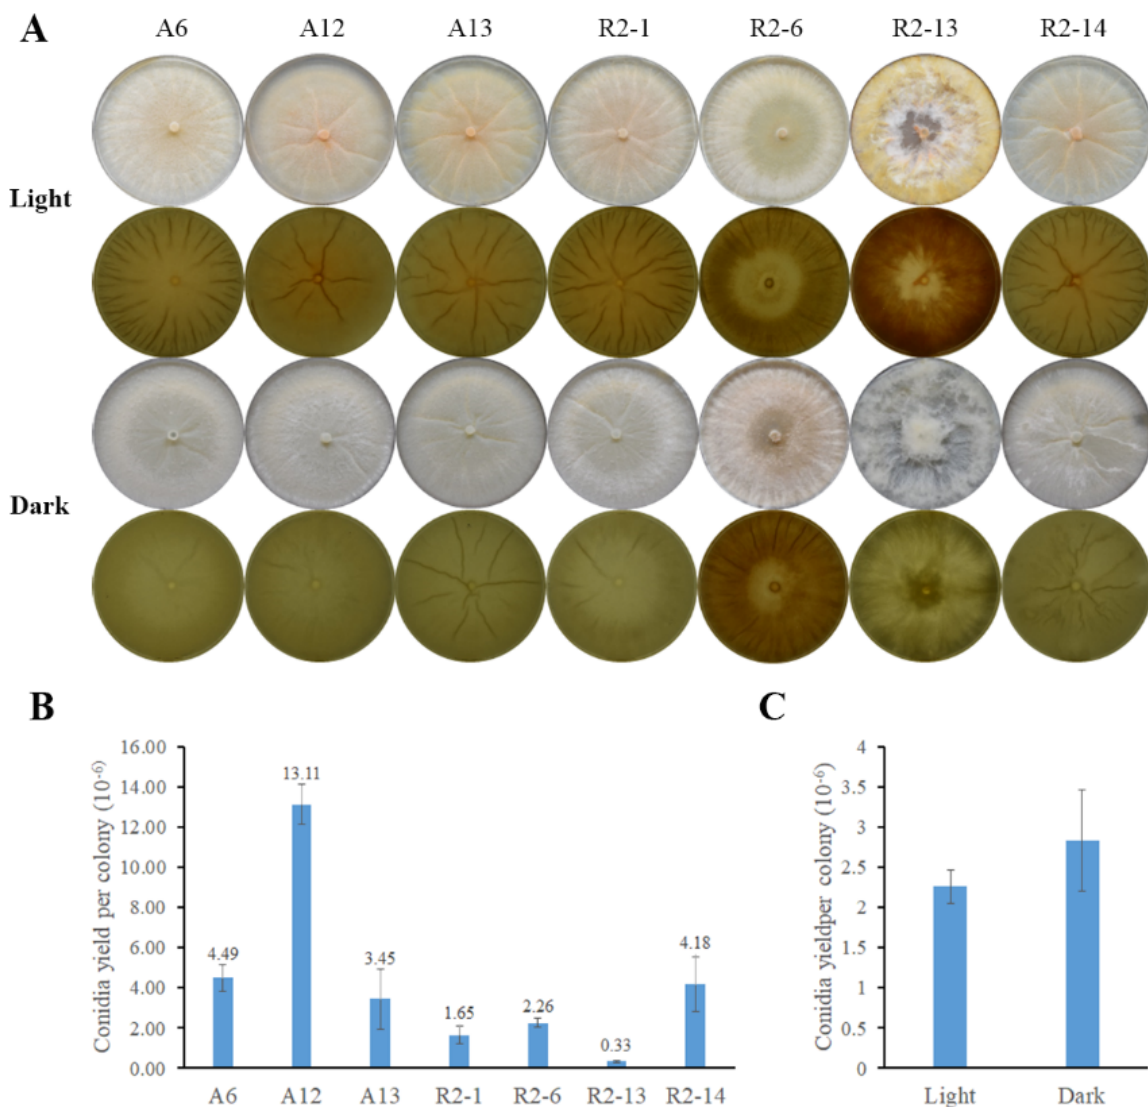 A
A6 A12 A13 R2-1 R2-6 R2-13 R2-14
Light
Dark
B
Conidia yield per colony (10⁻⁶)
16.00
14.00
12.00
10.00
8.00
6.00
4.00
2.00
0.00
4.49
13.11
3.45
1.65
2.26
0.33
4.18
A6 A12 A13 R2-1 R2-6 R2-13 R2-14
C
Conidia yieldper colony (10⁻⁶)
4
3.5
3
2.5
2
1.5
1
0.5
0
Light Dark